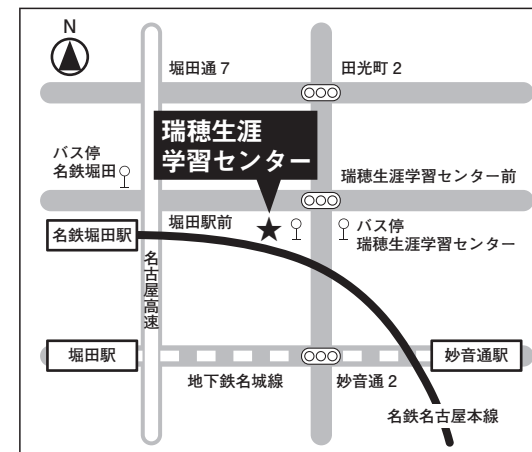 N
堀田通7
田光町2
瑞穂生涯
学習センター
バス停
名鉄堀田
瑞穂生涯学習センター前
堀田駅前
バス停
瑞穂生涯学習センター
名鉄堀田駅
名古屋高速
堀田駅
妙音通駅
地下鉄名城線
妙音通2
名鉄名古屋本線